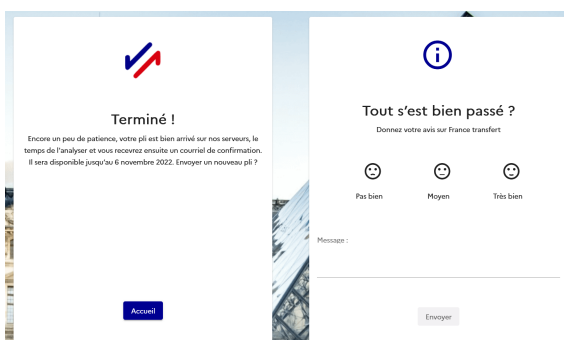 Terminé !
Encore un peu de patience, votre pli est bien arrivé sur nos serveurs, le
temps de l'analyser et vous recevrez ensuite un courriel de confirmation.
Il sera disponible jusqu'au 6 novembre 2022. Envoyer un nouveau pli ?
Accueil
Tout s'est bien passé ?
Donnez votre avis sur France transfert
Pas bien
Moyen
Très bien
Message :
Envoyer